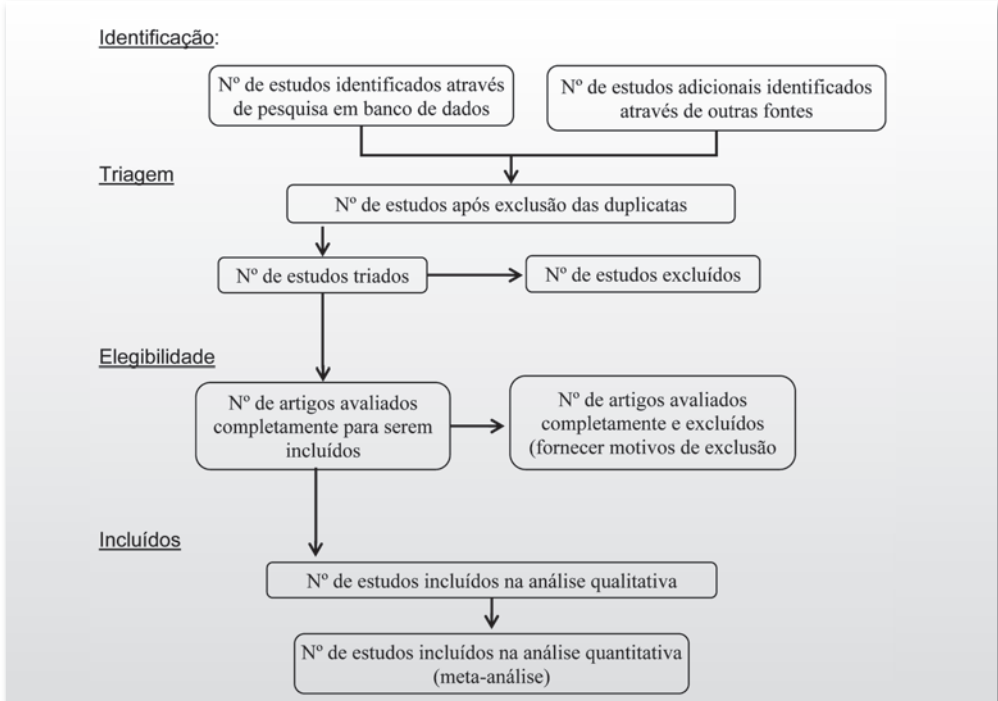 Identificação:
Nº de estudos identificados através
de pesquisa em banco de dados
Nº de estudos adicionais identificados
através de outras fontes
Triagem
Nº de estudos após exclusão das duplicatas
Nº de estudos triados
Nº de estudos excluídos
Elegibilidade
Nº de artigos avaliados
completamente para serem
incluídos
Nº de artigos avaliados
completamente e excluídos
(fornecer motivos de exclusão
Incluídos
Nº de estudos incluídos na análise qualitativa
Nº de estudos incluídos na análise quantitativa
(meta-análise)